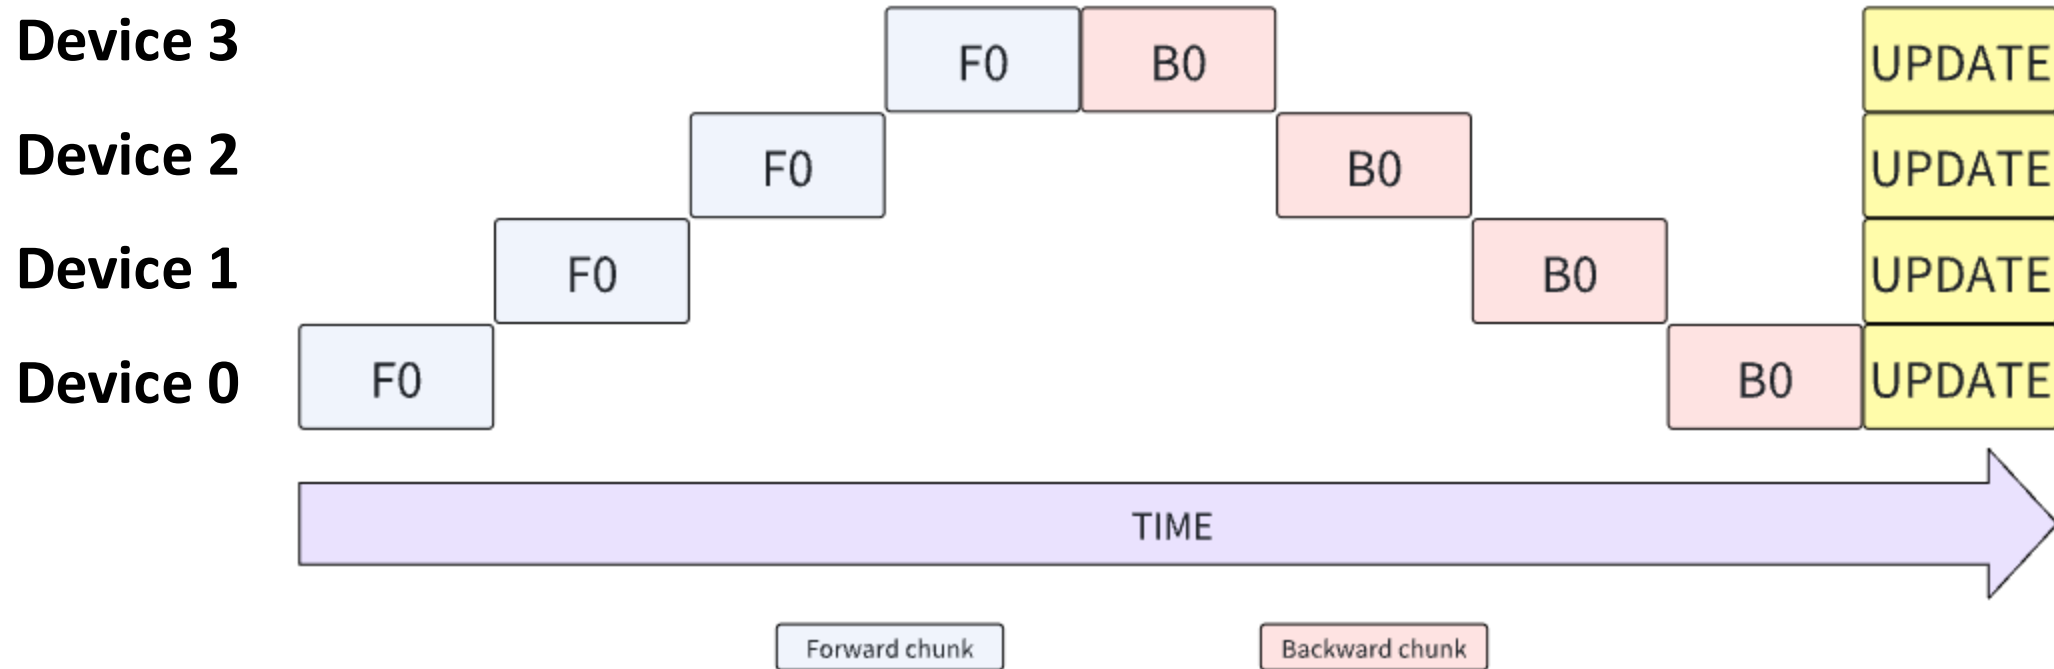 Device 3
F0
B0
UPDATE
Device 2
F0
B0
UPDATE
Device 1
F0
B0
UPDATE
Device 0
F0
B0
UPDATE
TIME
Forward chunk
Backward chunk